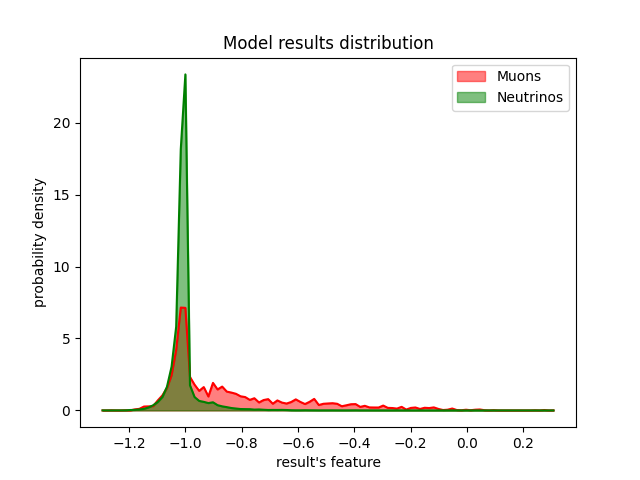 Model results distribution
Muons
Neutrinos
probability density
20
15
10
5
0
−1.2
−1.0
−0.8
−0.6
−0.4
−0.2
0.0
0.2
result's feature